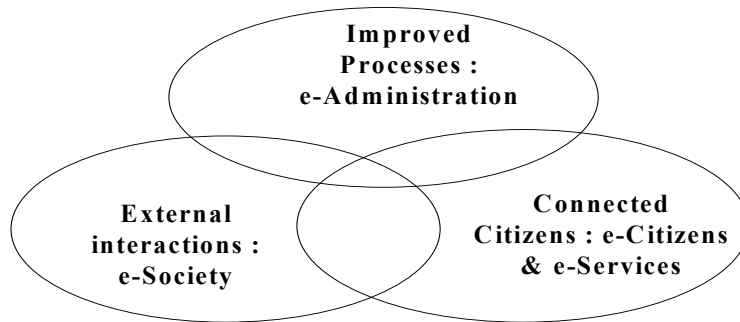 Improved
Processes :
e-Administration
External
interactions :
e-Society
Connected
Citizens : e-Citizens
& e-Services